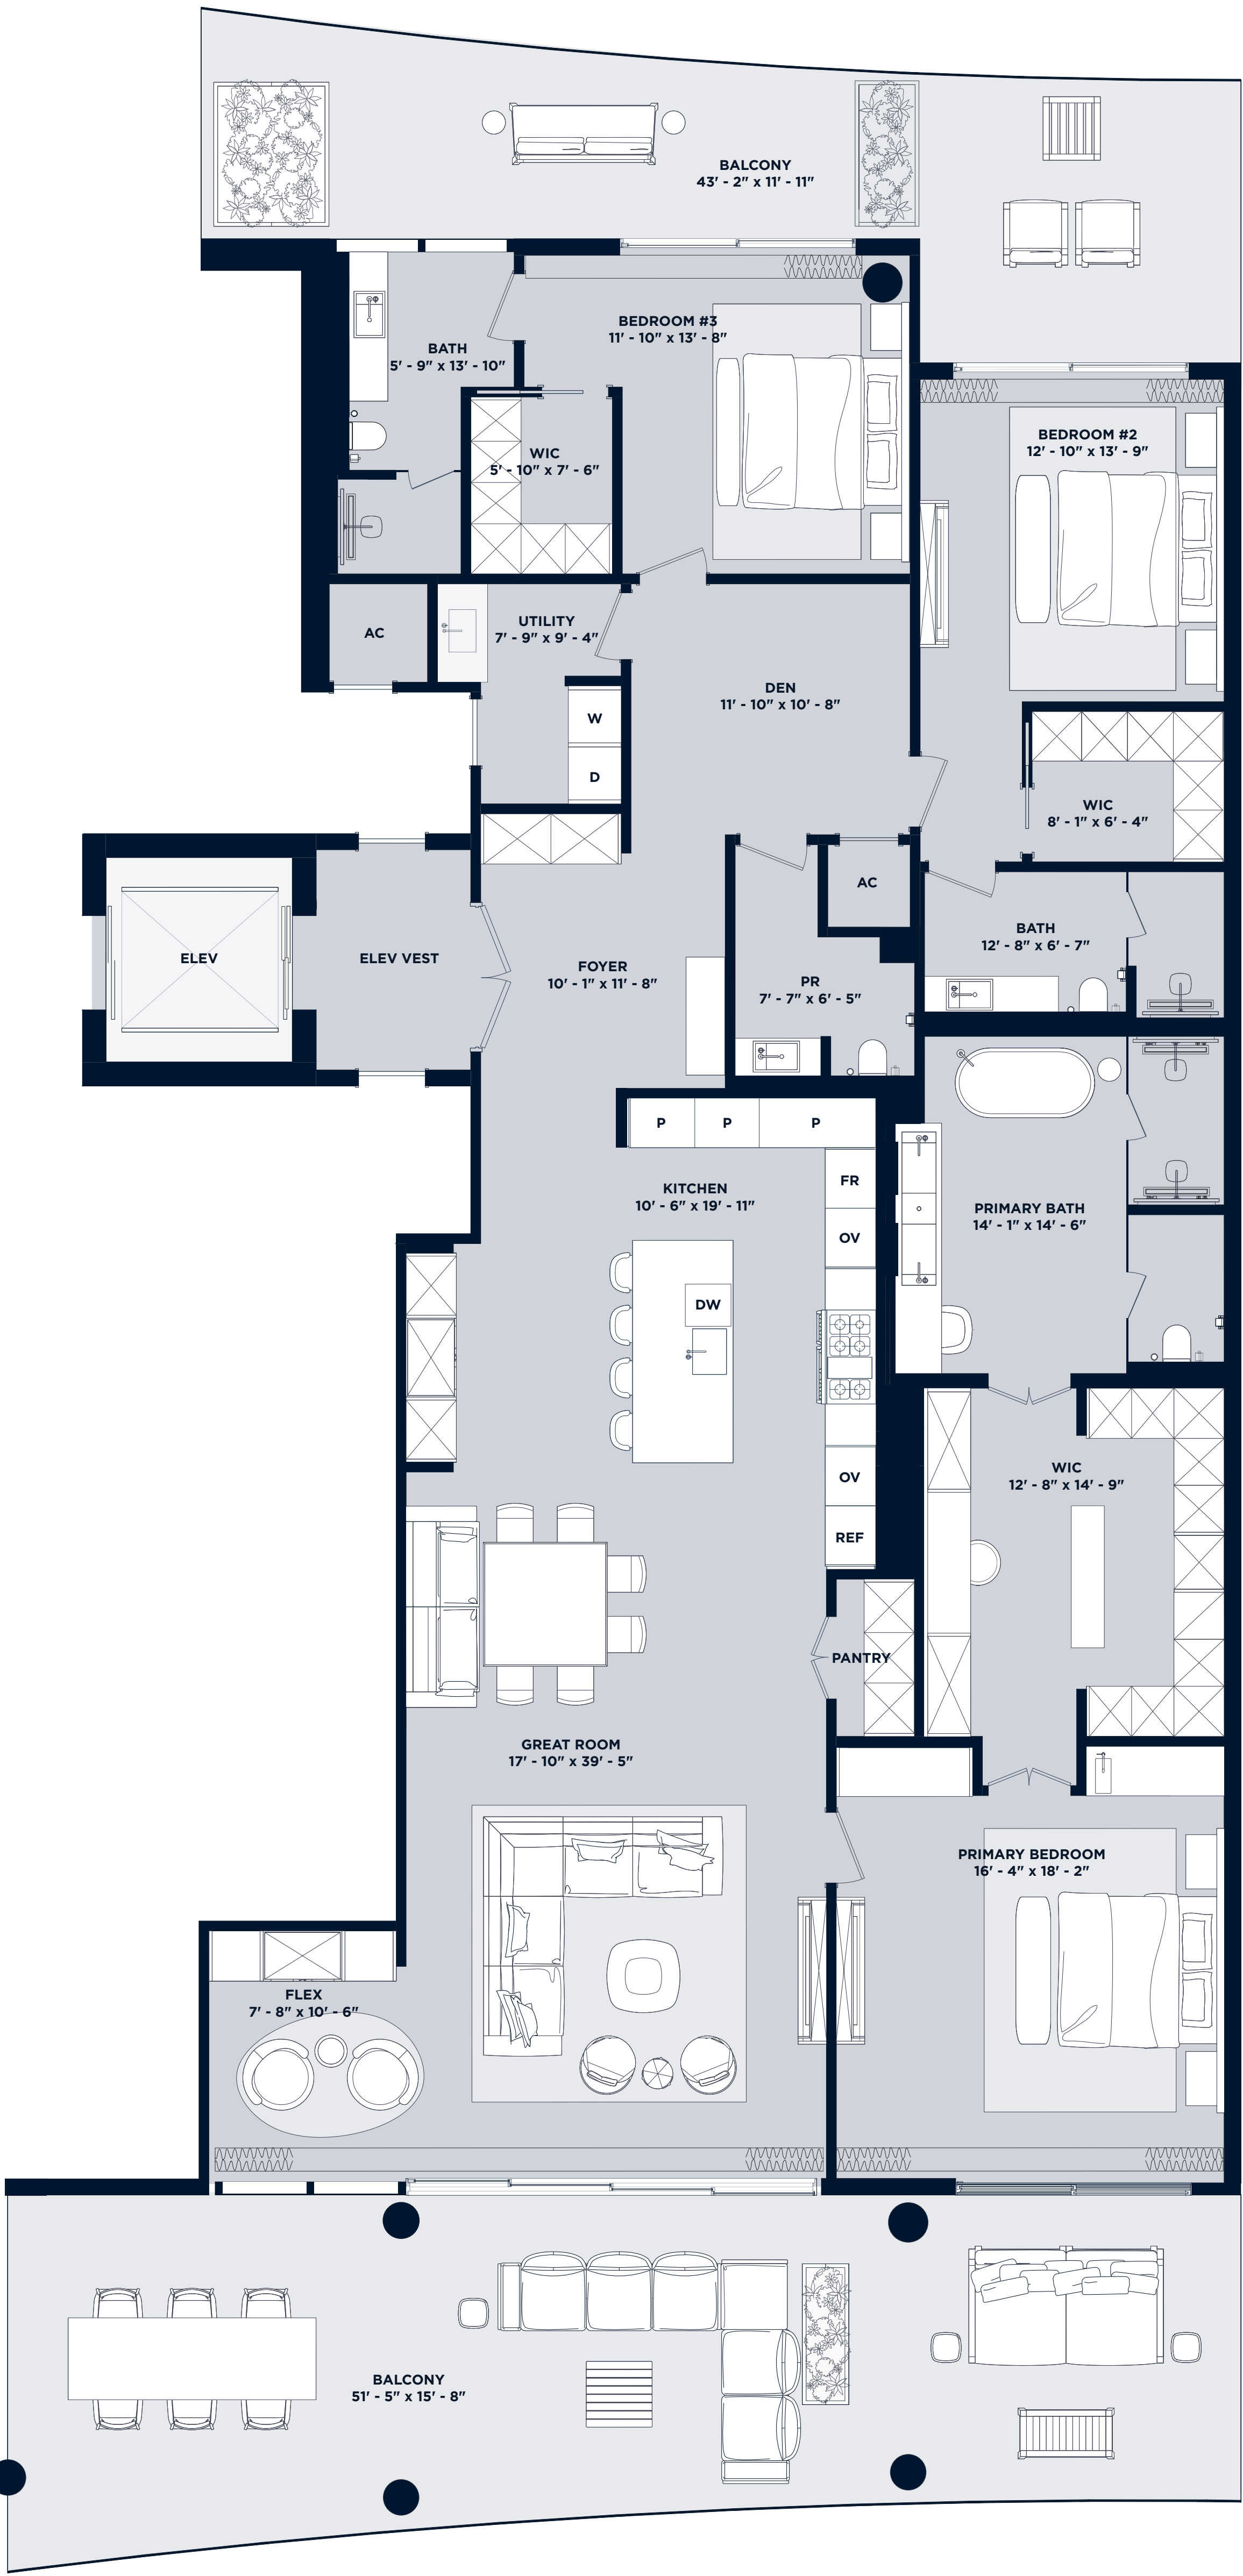 BALCONY
43' - 2" x 11' - 11"
BEDROOM #3
11' - 10" x 13' - 8"
BATH
5' - 9" x 13' - 10"
BEDROOM #2
12' - 10" x 13' - 9"
WIC
5' - 10" x 7' - 6"
UTILITY
7' - 9" x 9' - 4"
AC
DEN
11' - 10" x 10' - 8"
W
D
WIC
8' - 1" x 6' - 4"
AC
BATH
12' - 8" x 6' - 7"
ELEV
ELEV VEST
FOYER
10' - 1" x 11' - 8"
PR
7' - 7" x 6' - 5"
P
P
P
FR
KITCHEN
10' - 6" x 19' - 11"
PRIMARY BATH
14' - 1" x 14' - 6"
OV
DW
WIC
12' - 8" x 14' - 9"
OV
REF
PANTRY
GREAT ROOM
17' - 10" x 39' - 5"
PRIMARY BEDROOM
16' - 4" x 18' - 2"
FLEX
7' - 8" x 10' - 6"
BALCONY
51' - 5" x 15' - 8"